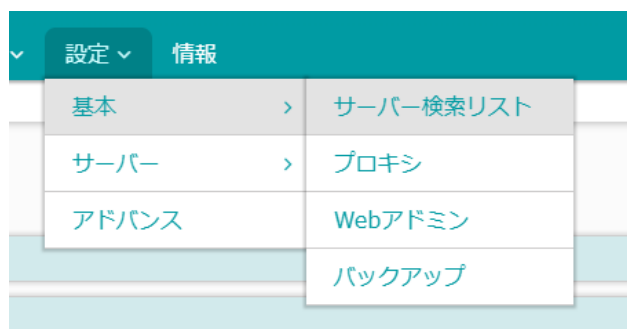 設定 情報
基本 サーバー検索リスト
サーバー プロキシ
アドバンス Webアドミン
バックアップ